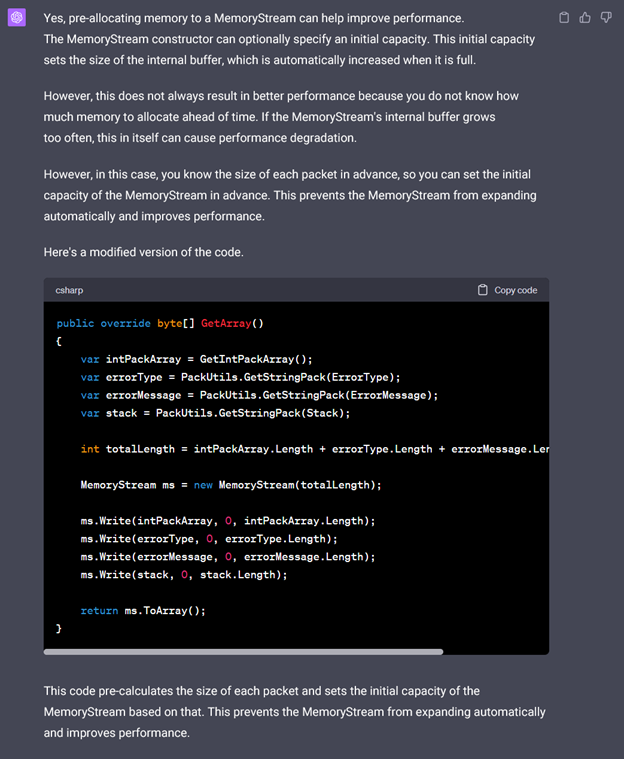 Yes, pre-allocating memory to a MemoryStream can help improve performance.
The MemoryStream constructor can optionally specify an initial capacity. This initial capacity
sets the size of the internal buffer, which is automatically increased when it is full.
However, this does not always result in better performance because you do not know how
much memory to allocate ahead of time. If the MemoryStream's internal buffer grows
too often, this in itself can cause performance degradation.
However, in this case, you know the size of each packet in advance, so you can set the initial
capacity of the MemoryStream in advance. This prevents the MemoryStream from expanding
automatically and improves performance.
Here's a modified version of the code.
csharp Copy code
public override byte[] GetArray()
{
    var intPackArray = GetIntPackArray();
    var errorType = PackUtils.GetStringPack(ErrorType);
    var errorMessage = PackUtils.GetStringPack(ErrorMessage);
    var stack = PackUtils.GetStringPack(Stack);
    int totalLength = intPackArray.Length + errorType.Length + errorMessage.Ler
    MemoryStream ms = new MemoryStream(totalLength);
    ms.Write(intPackArray, 0, intPackArray.Length);
    ms.Write(errorType, 0, errorType.Length);
    ms.Write(errorMessage, 0, errorMessage.Length);
    ms.Write(stack, 0, stack.Length);
    return ms.ToArray();
}
This code pre-calculates the size of each packet and sets the initial capacity of the
MemoryStream based on that. This prevents the MemoryStream from expanding automatically
and improves performance.